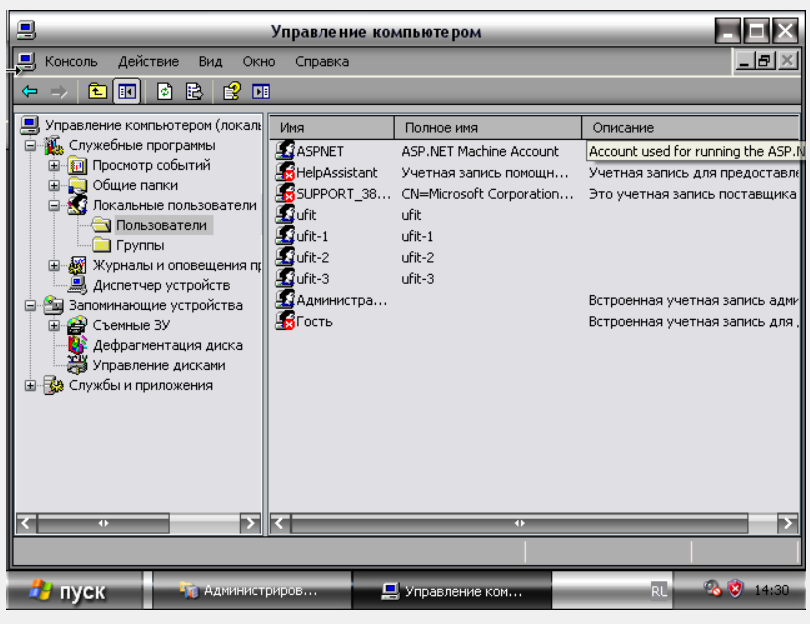 Управление компьютером
Консоль Действие Вид Окно Справка
Управление компьютером (локаль
Служебные программы
Просмотр событий
Общие папки
Локальные пользователи
Пользователи
Группы
Журналы и оповещения пр
Диспетчер устройств
Запоминающие устройства
Съемные ЗУ
Дефрагментация диска
Управление дисками
Службы и приложения
Имя Полное имя Описание
ASPNET ASP.NET Machine Account Account used for running the ASP.N
HelpAssistant Учетная запись помощн... Учетная запись для предоставле
SUPPORT_38... CN=Microsoft Corporation... Это учетная запись поставщика
ufit ufit
ufit-1 ufit-1
ufit-2 ufit-2
ufit-3 ufit-3
Администра... Встроенная учетная запись адми
Гость Встроенная учетная запись для
пуск Администриров... Управление ком... RL 14:30